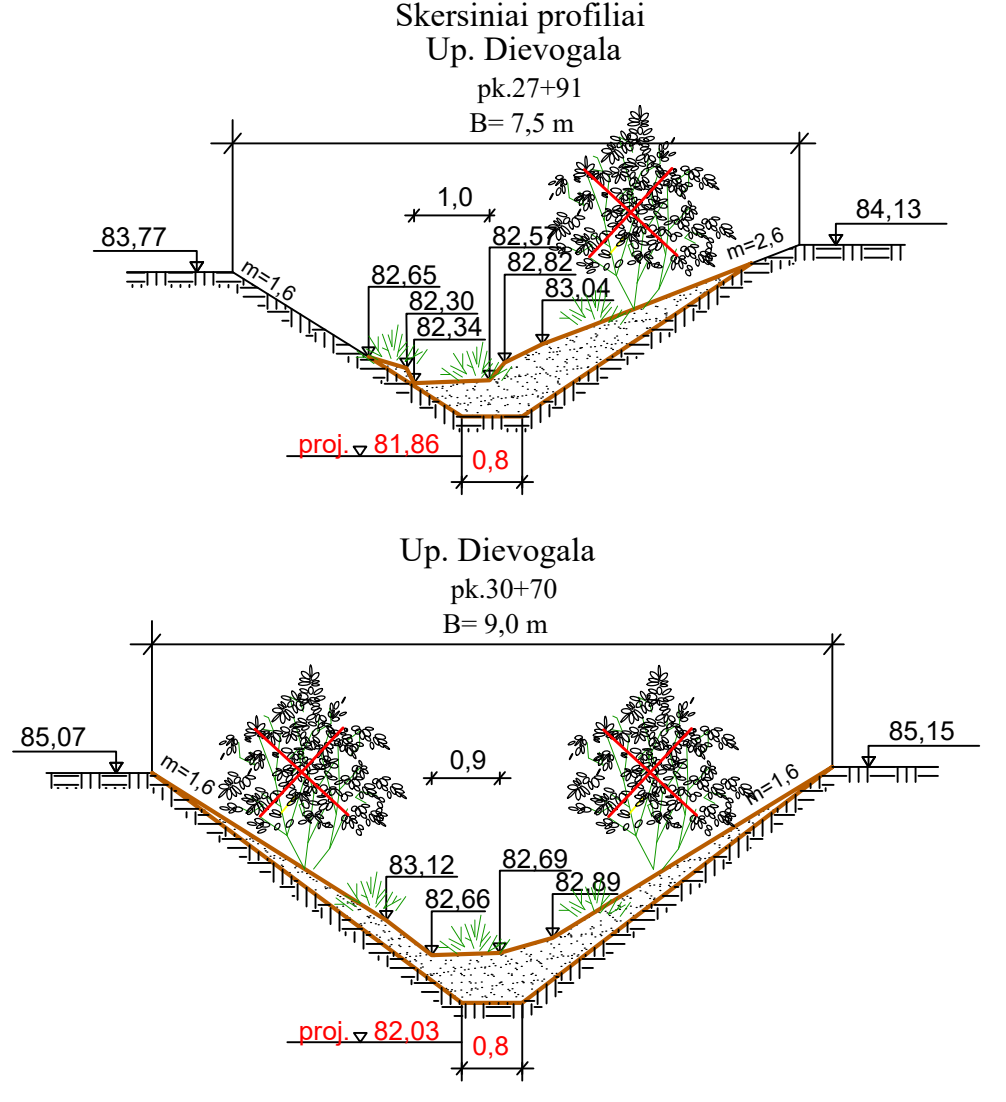 Skersiniai profiliai
Up. Dievogala
pk.27+91
B= 7,5 m
1,0
84,13
83,77
82,57
m=2,6
m=1,6
82,65
82,82
82,30
83,04
82,34
proj. 81,86
0,8
Up. Dievogala
pk.30+70
B= 9,0 m
85,07
85,15
0,9
m=1,6
m=1,6
83,12
82,69
82,66
82,89
proj. 82,03
0,8